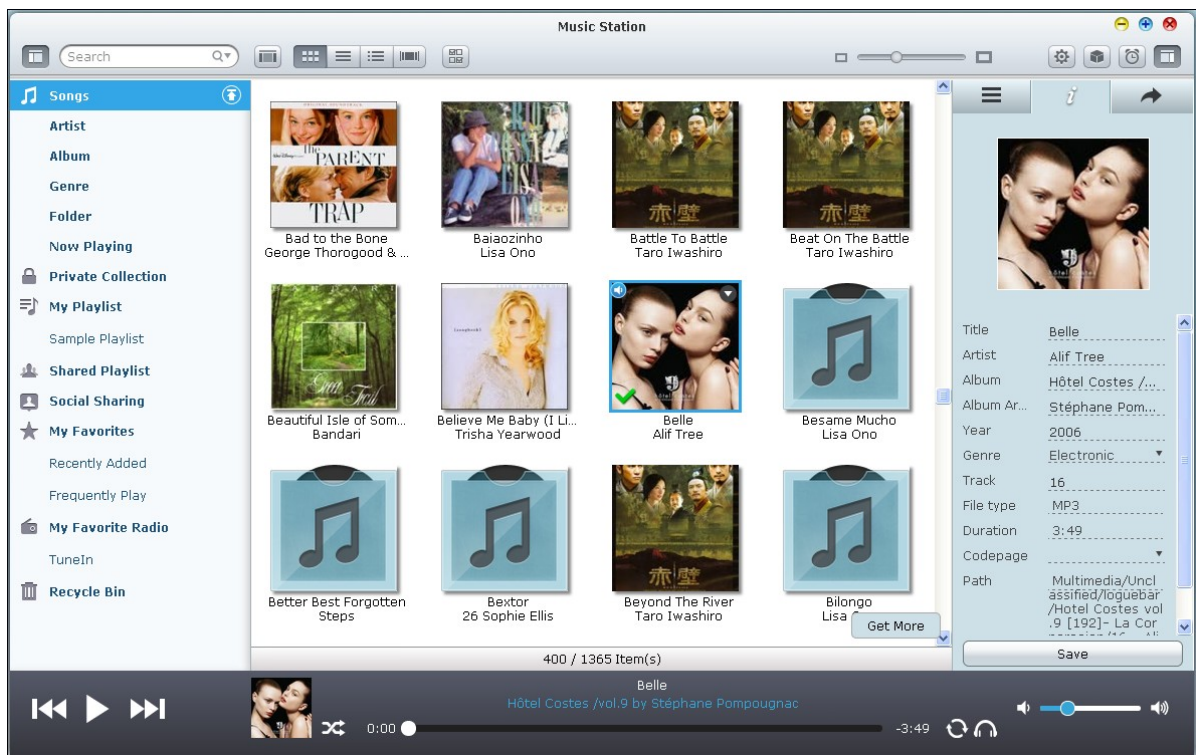 Music Station
Search
Songs
Artist
Album
Genre
Folder
Now Playing
Private Collection
My Playlist
Sample Playlist
Shared Playlist
Social Sharing
My Favorites
Recently Added
Frequently Play
My Favorite Radio
TuneIn
Recycle Bin
the PARENT
TRAP
Bad to the Bone
George Thorogood & ...
Baiaozinho
Lisa Ono
赤壁
Battle To Battle
Taro Iwashiro
赤壁
Beat On The Battle
Taro Iwashiro
Beautiful Isle of Som...
Bandari
Believe Me Baby (I Li...
Trisha Yearwood
Belle
Alif Tree
Besame Mucho
Lisa Ono
Better Best Forgotten
Steps
Bextor
26 Sophie Ellis
赤壁
Beyond The River
Taro Iwashiro
Bilongo
Lisa
Get More
400 / 1365 Item(s)
i
Title Belle
Artist Alif Tree
Album Hôtel Costes /...
Album Ar... Stéphane Pom...
Year 2006
Genre Electronic
Track 16
File type MP3
Duration 3:49
Codepage
Path Multimedia/Uncl
assified/loguebar
/Hotel Costes vol
.9 [192]- La Cor
Save
Belle
Hôtel Costes /vol.9 by Stéphane Pompougnac
0:00
-3:49